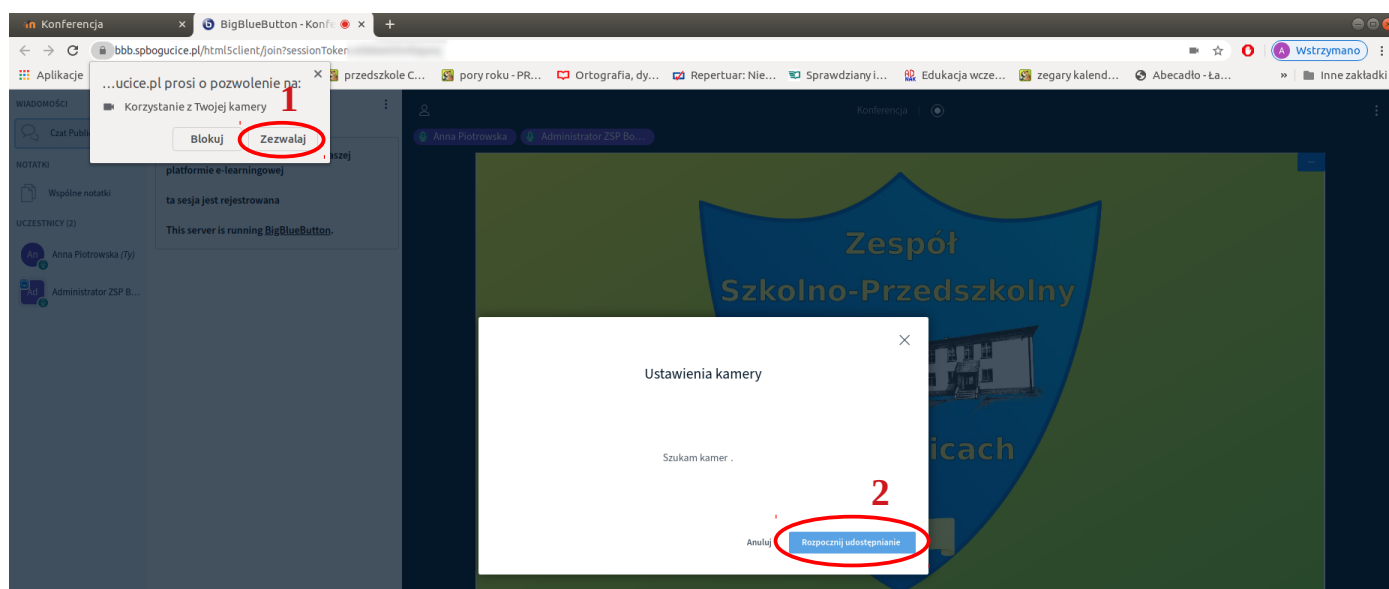 Konferencja
BigBlueButton - Konfe
bbb.spbogucice.pl/html5client/join?sessionToken
A Wstrzymano
Aplikacje
przedszkole C...
pory roku - PR...
Ortografia, dy...
Repertuar: Nie...
Sprawdziany i...
Edukacja wcze...
zegary kalend...
Abecadło - Ła...
»
Inne zakładki
...ucice.pl prosi o pozwolenie na:
Korzystanie z Twojej kamery
1
Blokuj
Zezwalaj
WIADOMOŚCI
Czat Publi
NOTATKI
Wspólne notatki
UCZESTNICY (2)
An Anna Piotrowska (Ty)
Ad Administrator ZSP B...
aszej
platformie e-learningowej
ta sesja jest rejestrowana
This server is running BigBlueButton.
Konferencja
Anna Piotrowska
Administrator ZSP Bo...
Zespół
Szkolno-Przedszkolny
icach
Ustawienia kamery
Szukam kamer .
2
Anuluj
Rozpocznij udostępnianie